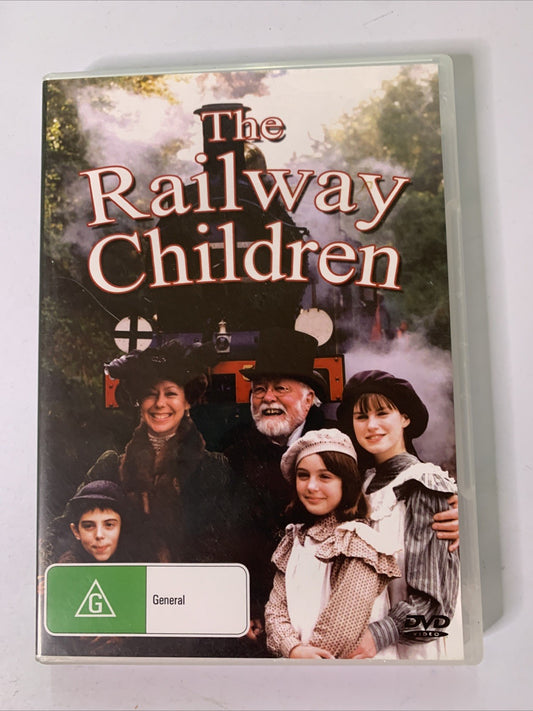 The
Railway
Children
G
General
DVD
VIDEO